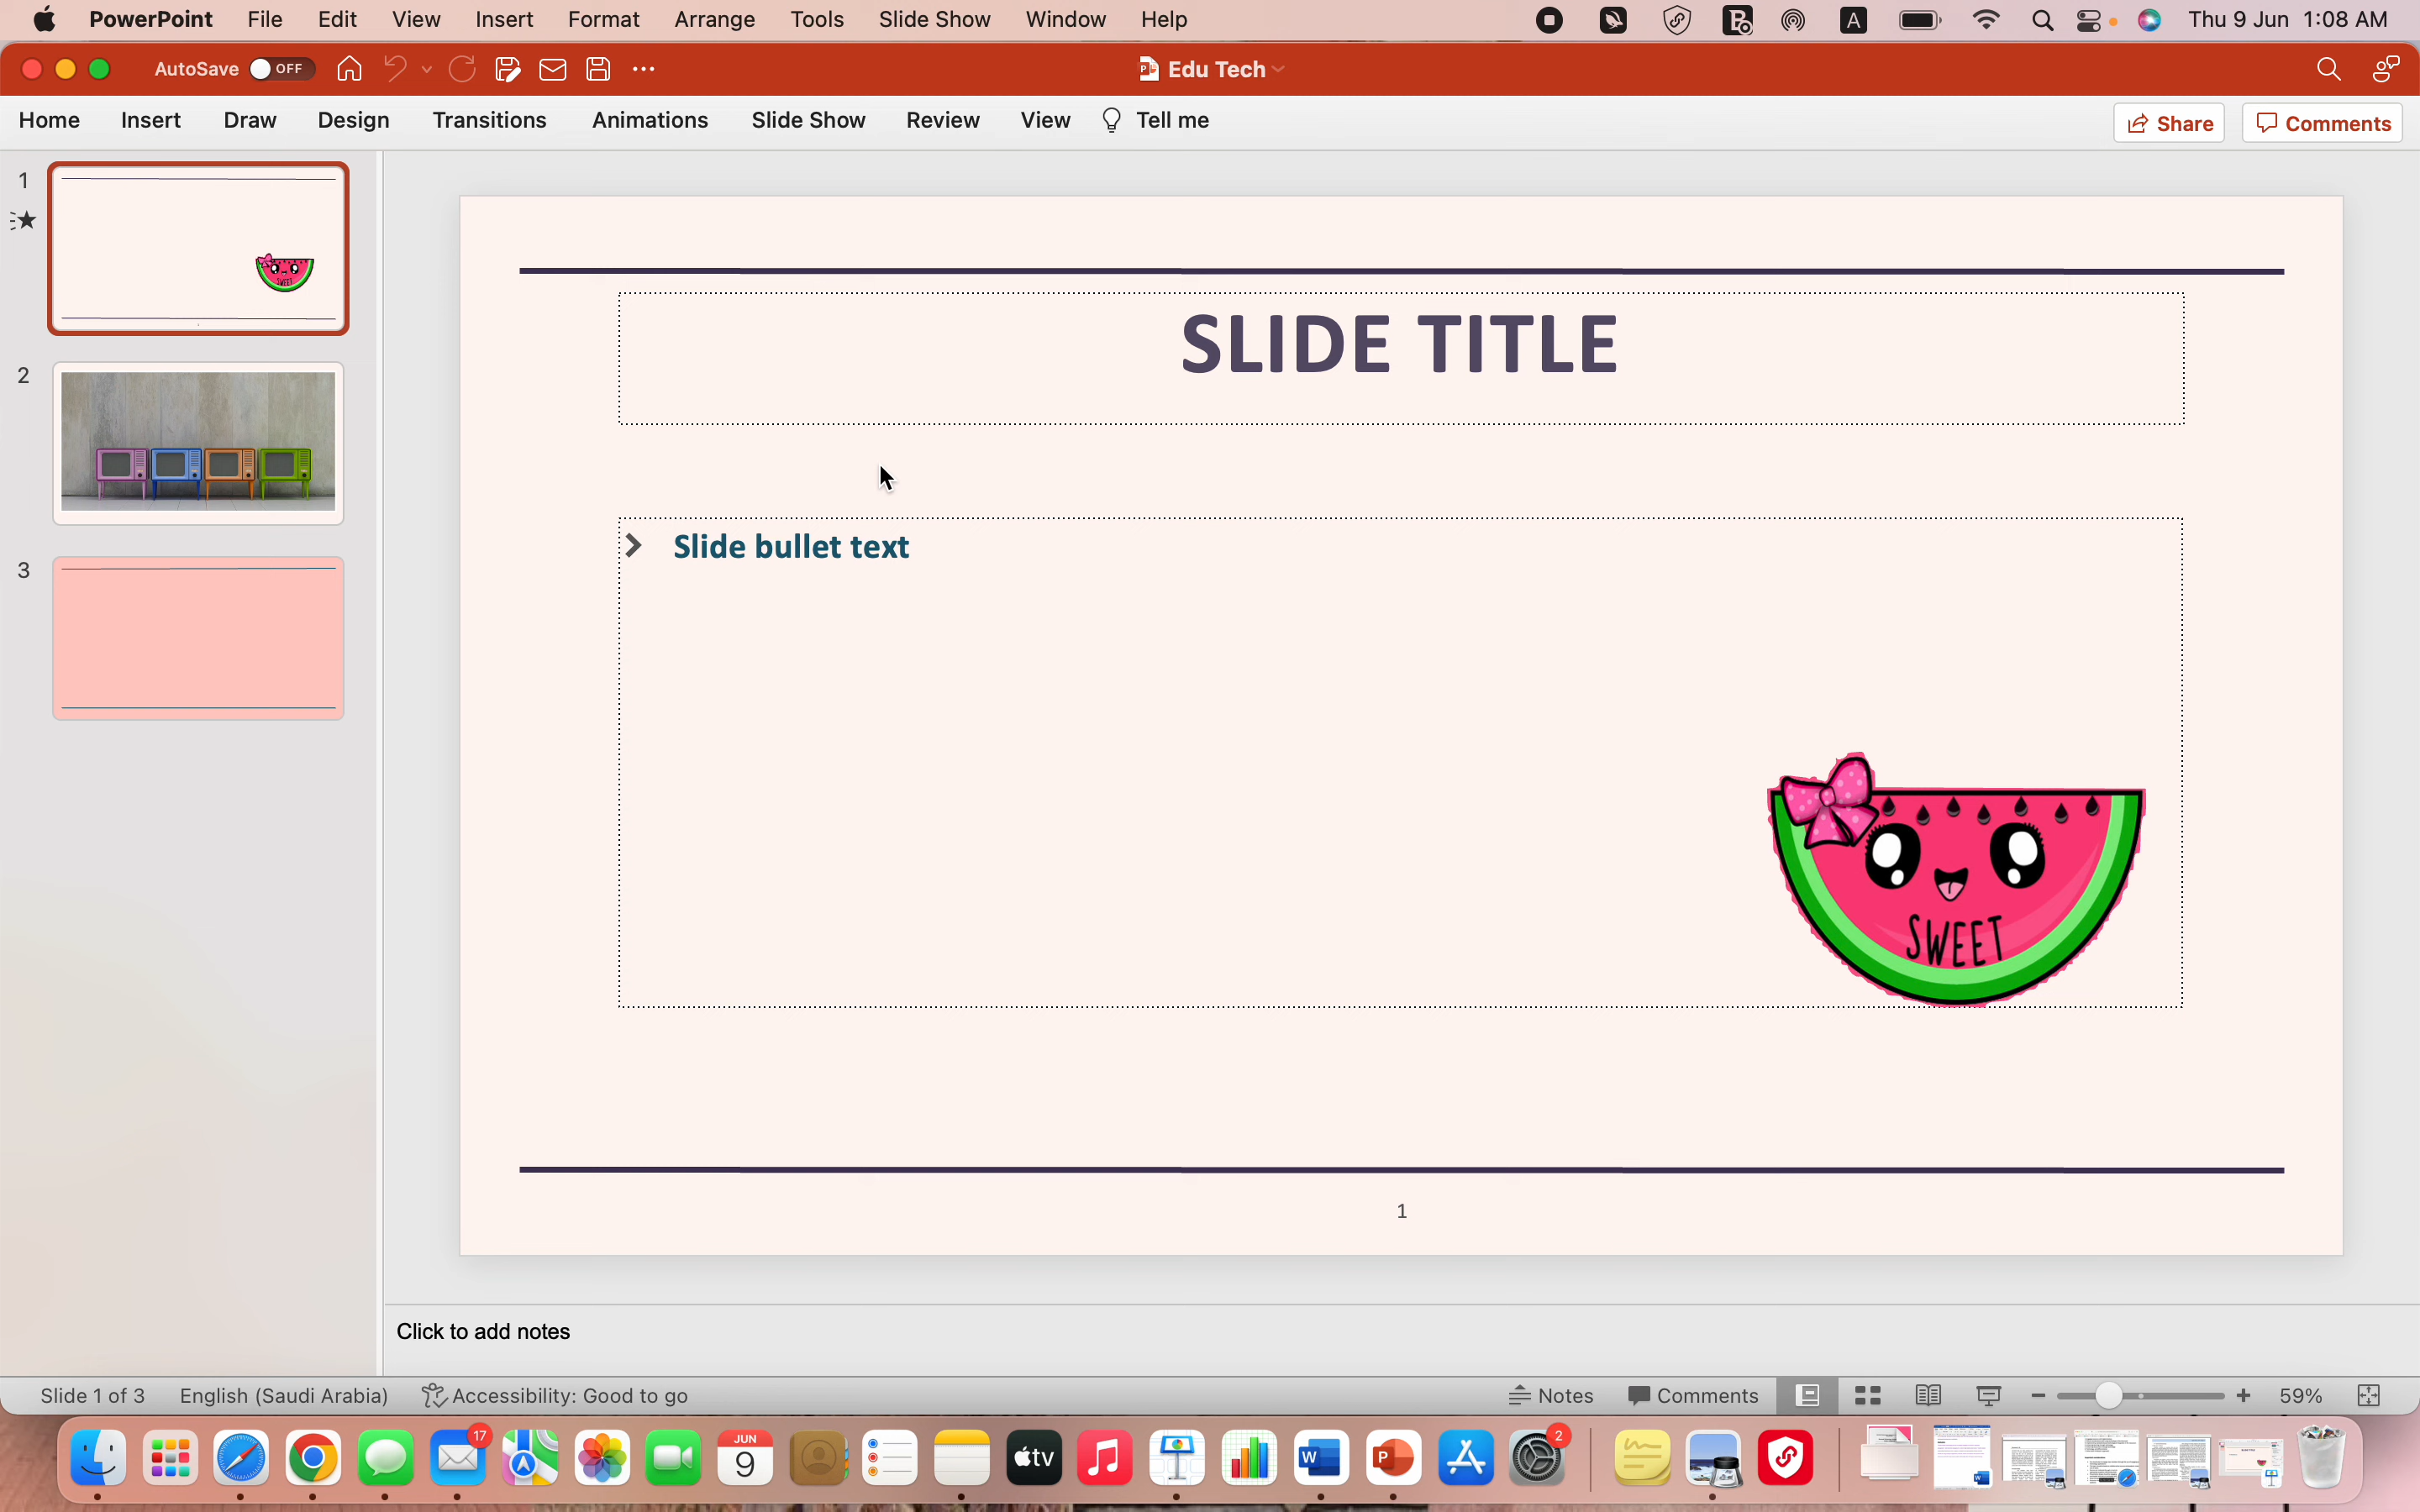 PowerPoint File Edit View Insert Format Arrange Tools Slide Show Window Help A Thu 9 Jun 1:08 AM
AutoSave OFF Edu Tech
Home Insert Draw Design Transitions Animations Slide Show Review View Tell me Share Comments
1
2
3
SLIDE TITLE
Slide bullet text
SWEET
1
Click to add notes
Slide 1 of 3 English (Saudi Arabia) Accessibility: Good to go Notes Comments 59%
17 JUN 9 tv W P 2